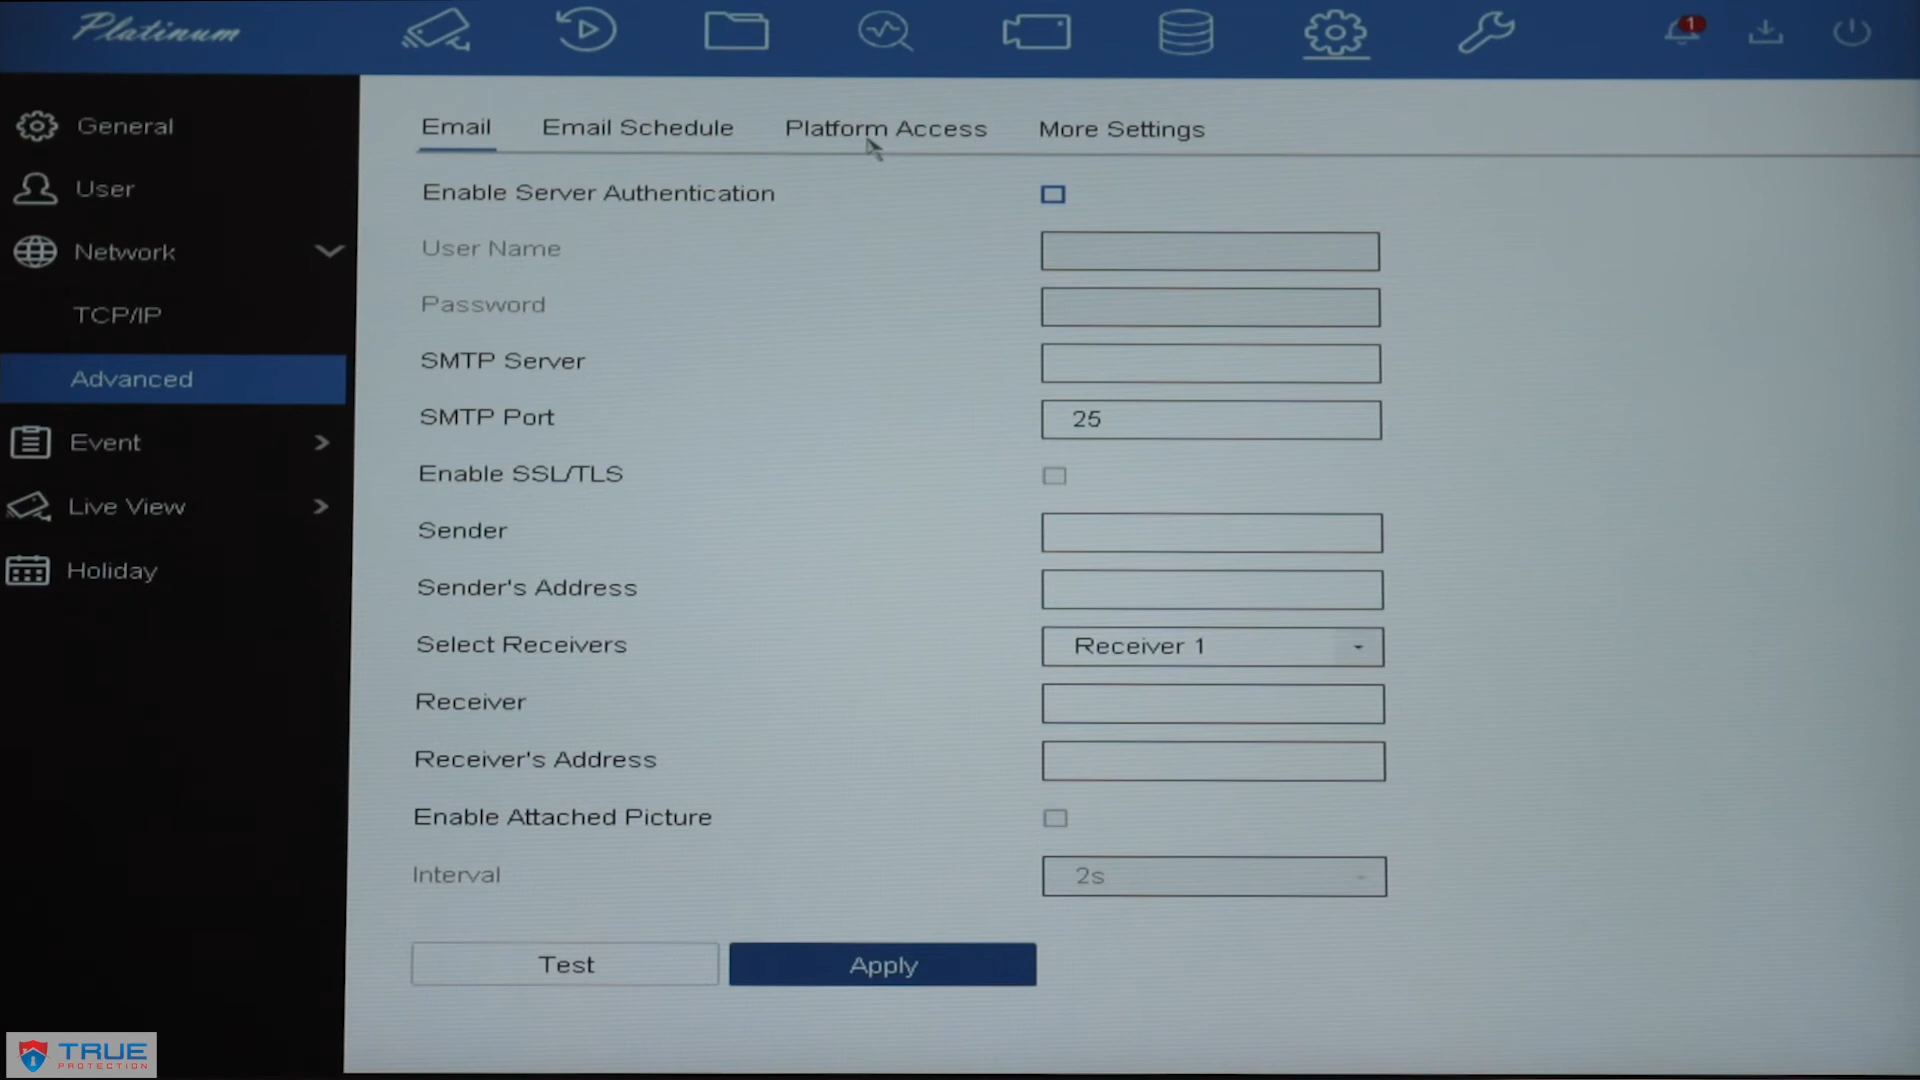 Platinum
1
General
User
Network
TCP/IP
Advanced
Event
Live View
Holiday
Email Email Schedule Platform Access More Settings
Enable Server Authentication
User Name
Password
SMTP Server
SMTP Port 25
Enable SSL/TLS
Sender
Sender's Address
Select Receivers Receiver 1
Receiver
Receiver's Address
Enable Attached Picture
Interval 2s
Test Apply
TRUE
PROTECTION